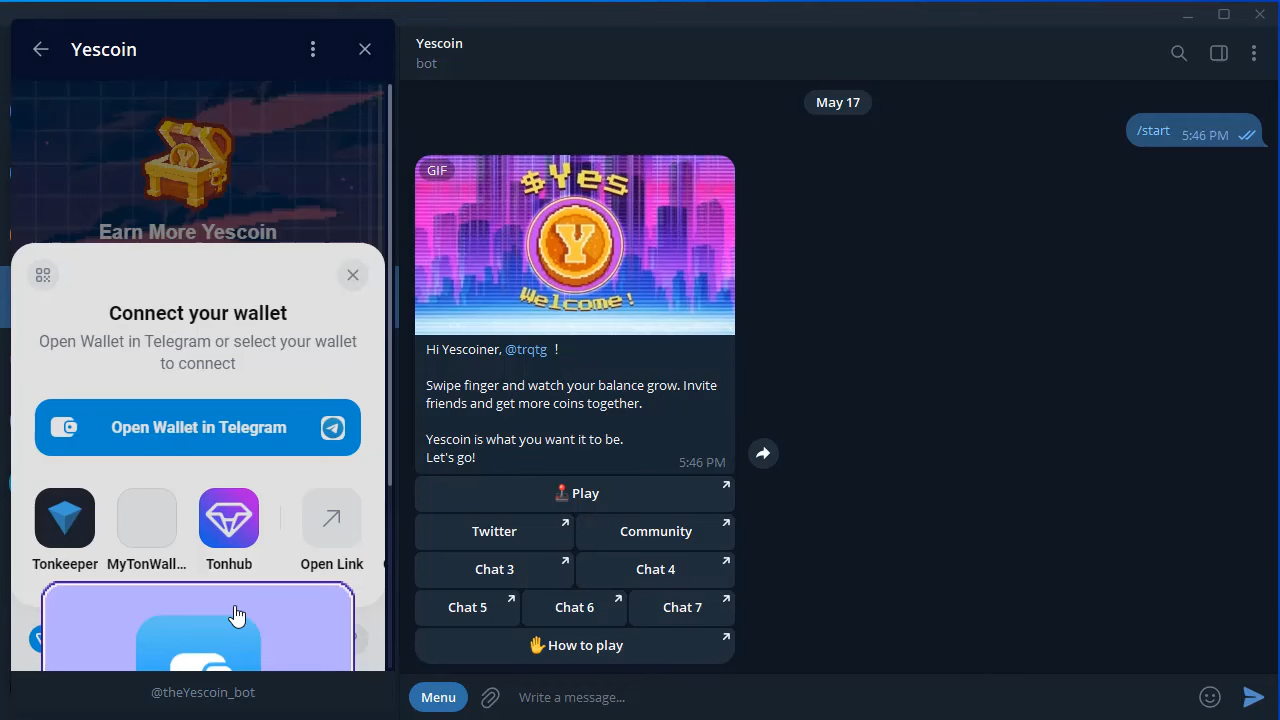 Yescoin
Earn More Yescoin
Connect your wallet
Open Wallet in Telegram or select your wallet
to connect
Open Wallet in Telegram
Tonkeeper
MyTonWall...
Tonhub
Open Link
@theYescoin_bot
Yescoin
bot
May 17
/start 5:46 PM
GIF
$Yes
Y
Welcome!
Hi Yescoiner, @trqtg !
Swipe finger and watch your balance grow. Invite
friends and get more coins together.
Yescoin is what you want it to be.
Let's go!
5:46 PM
Play
Twitter
Community
Chat 3
Chat 4
Chat 5
Chat 6
Chat 7
How to play
Menu
Write a message...